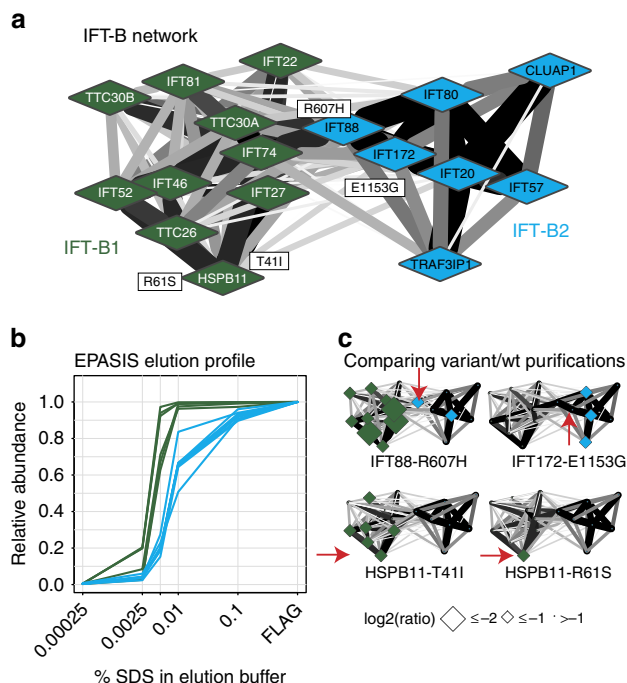 a
IFT-B network
IFT22
CLUAP1
IFT81
TTC30B
IFT80
R607H
TTC30A
IFT88
IFT74
IFT172
IFT20
IFT46
E1153G
IFT52
IFT27
IFT57
TTC26
IFT-B1
IFT-B2
T41I
TRAF3IP1
R61S
HSPB11
b
EPASIS elution profile
Relative abundance
1.0
0.8
0.6
0.4
0.2
0.0
0.00025
0.0025
0.01
0.1
FLAG
% SDS in elution buffer
c
Comparing variant/wt purifications
IFT88-R607H
IFT172-E1153G
HSPB11-T41I
HSPB11-R61S
log2(ratio) ≤−2 ≤−1 >−1